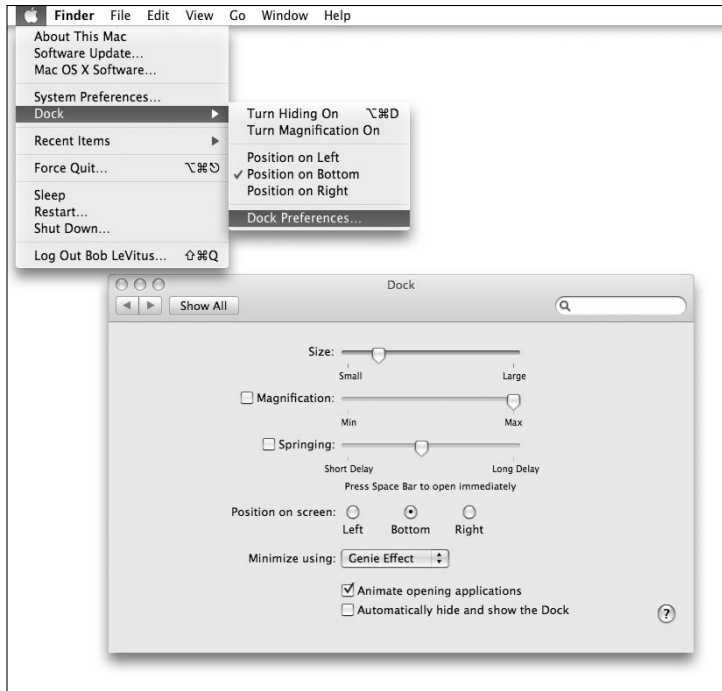 Finder File Edit View Go Window Help
About This Mac
Software Update...
Mac OS X Software...
System Preferences...
Dock
Recent Items
Force Quit... ⌥⌘⎋
Sleep
Restart...
Shut Down...
Log Out Bob LeVitus... ⇧⌘Q
Turn Hiding On ⌥⌘D
Turn Magnification On
Position on Left
✓ Position on Bottom
Position on Right
Dock Preferences...
Dock
Show All
Size:
Small Large
Magnification:
Min Max
Springing:
Short Delay Long Delay
Press Space Bar to open immediately
Position on screen:
Left Bottom Right
Minimize using: Genie Effect
Animate opening applications
Automatically hide and show the Dock
?